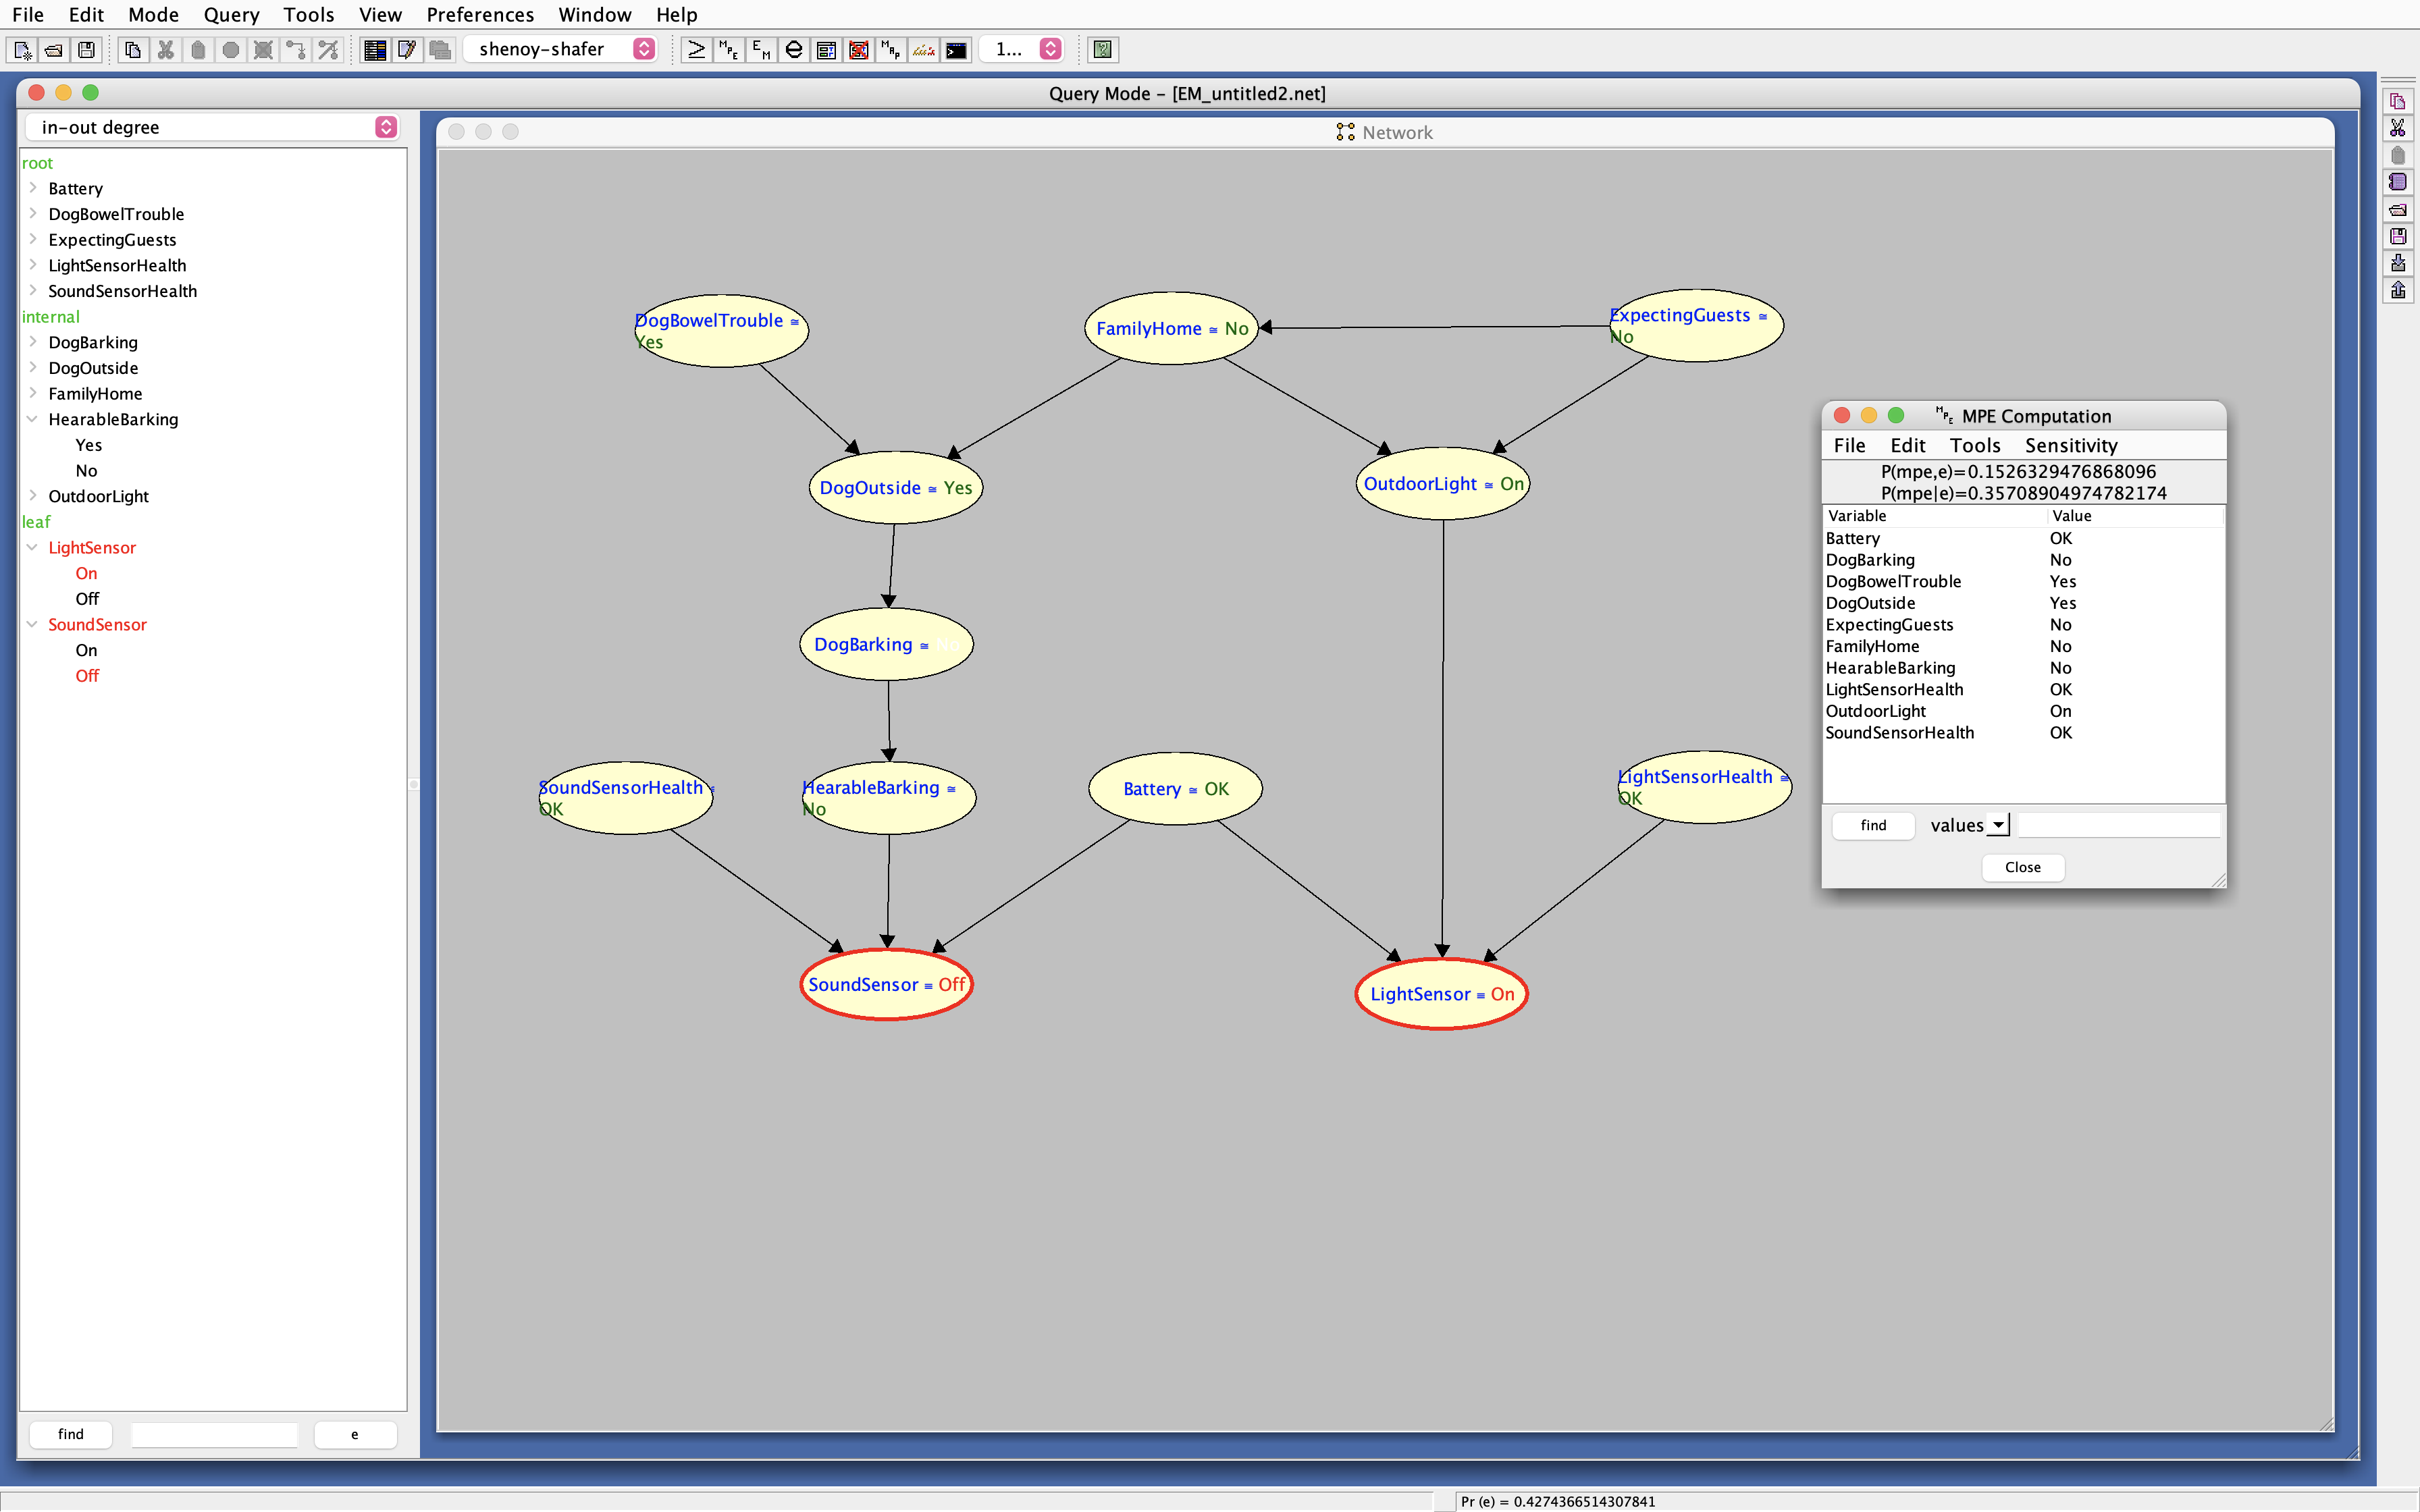 File Edit Mode Query Tools View Preferences Window Help
shenoy-shafer
MPE EM MAP 1... ?
Query Mode - [EM_untitled2.net]
in-out degree
root
Battery
DogBowelTrouble
ExpectingGuests
LightSensorHealth
SoundSensorHealth
internal
DogBarking
DogOutside
FamilyHome
HearableBarking
Yes
No
OutdoorLight
leaf
LightSensor
On
Off
SoundSensor
On
Off
find
e
Network
DogBowelTrouble ≅
Yes
FamilyHome ≅ No
ExpectingGuests ≅
No
DogOutside ≅ Yes
OutdoorLight ≅ On
DogBarking ≅ No
SoundSensorHealth
OK
HearableBarking ≅
No
Battery ≅ OK
LightSensorHealth ≅
OK
SoundSensor = Off
LightSensor = On
MPE MPE Computation
File Edit Tools Sensitivity
P(mpe,e)=0.1526329476868096
P(mpe|e)=0.35708904974782174
Variable Value
Battery OK
DogBarking No
DogBowelTrouble Yes
DogOutside Yes
ExpectingGuests No
FamilyHome No
HearableBarking No
LightSensorHealth OK
OutdoorLight On
SoundSensorHealth OK
find values
Close
Pr (e) = 0.4274366514307841